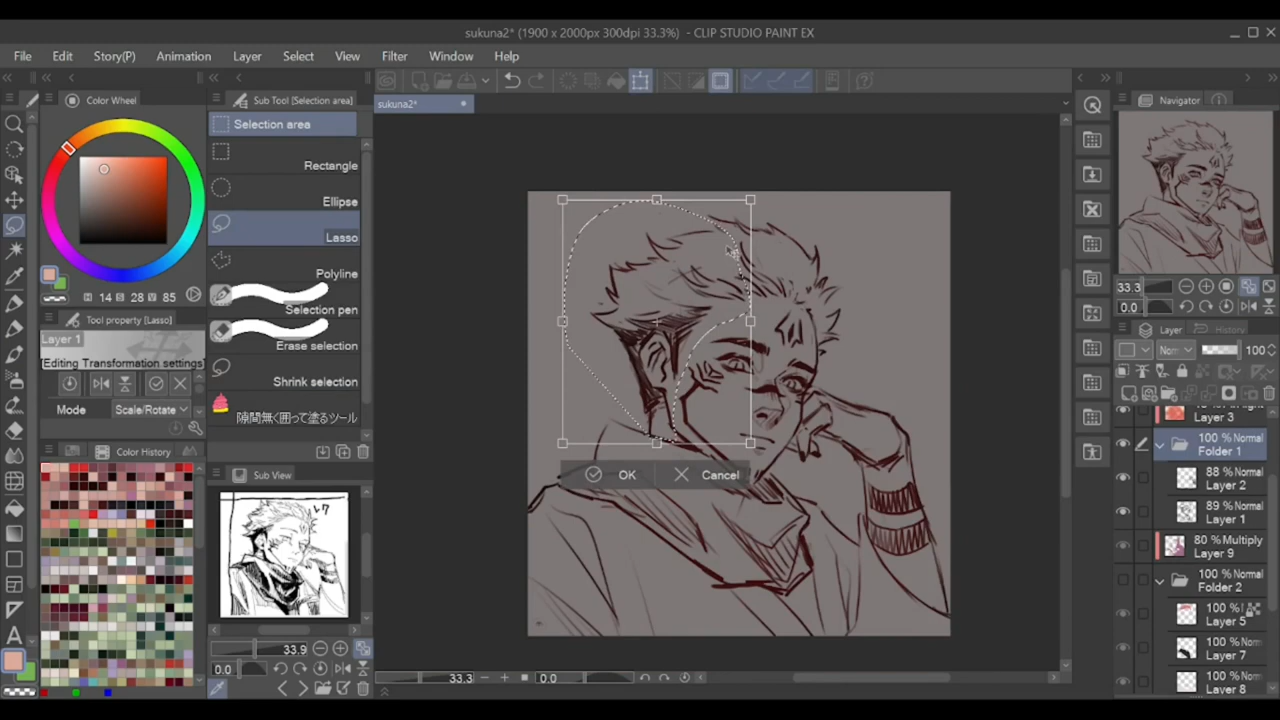 sukuna2* (1900 x 2000px 300dpi 33.3%) - CLIP STUDIO PAINT EX
File Edit Story(P) Animation Layer Select View Filter Window Help
Color Wheel
Sub Tool [Selection area]
sukuna2*
Navigator
Selection area
Rectangle
Ellipse
Lasso
Polyline
Selection pen
Erase selection
Shrink selection
隙間無く囲って塗るツール
H 14 S 28 V 85
Tool property [Lasso]
Layer 1
[Editing Transformation settings]
Mode Scale/Rotate
Color History
Sub View
33.9
0.0
OK Cancel
33.3 0.0
33.3
0.0
Layer History
Norm 100
Layer 3
100 % Normal
Folder 1
88 % Normal
Layer 2
89 % Normal
Layer 1
80 % Multiply
Layer 9
100 % Normal
Folder 2
100 %
Layer 5
100 % Norm
Layer 7
100 % Norm
Layer 8
A